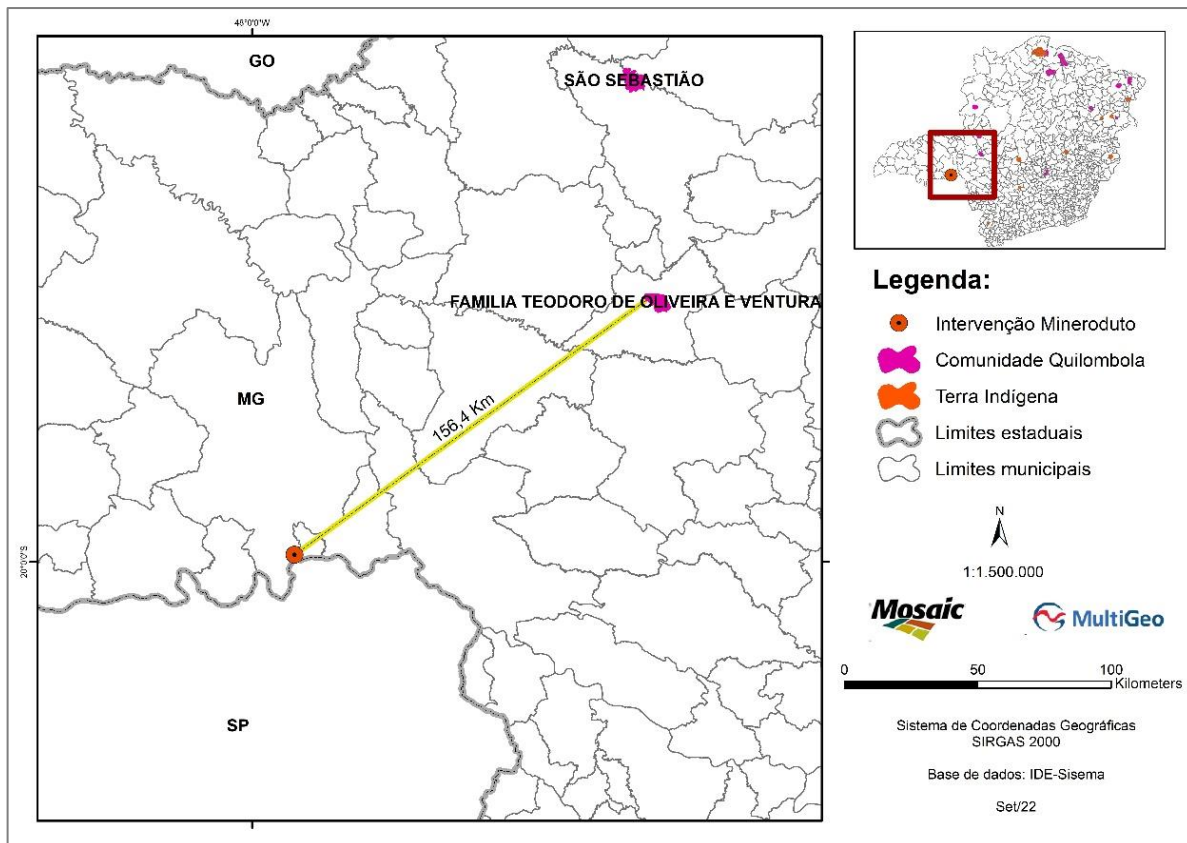 48°0'0"W
GO
SÃO SEBASTIÃO
FAMILIA TEODORO DE OLIVEIRA E VENTURA
MG
156,4 Km
20°0'0"S
SP
Legenda:
Intervenção Mineroduto
Comunidade Quilombola
Terra Indígena
Limites estaduais
Limites municipais
N
1:1.500.000
Mosaic
MultiGeo
0 50 100
Kilometers
Sistema de Coordenadas Geográficas
SIRGAS 2000
Base de dados: IDE-Sisema
Set/22